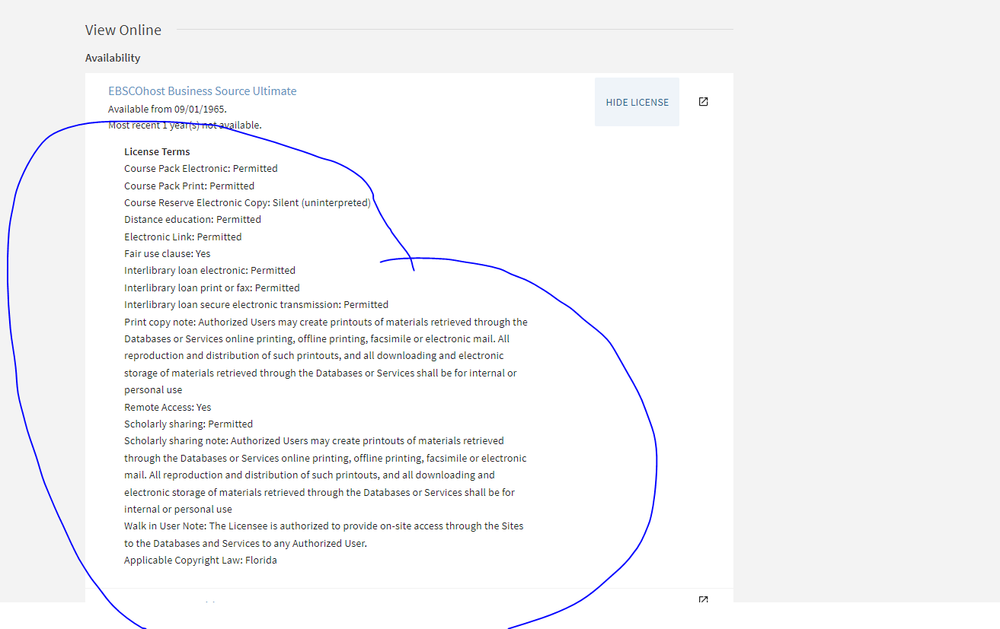 View Online
Availability
EBSCOhost Business Source Ultimate
HIDE LICENSE
Available from 09/01/1965.
Most recent 1 year(s) not available.
License Terms
Course Pack Electronic: Permitted
Course Pack Print: Permitted
Course Reserve Electronic Copy: Silent (uninterpreted)
Distance education: Permitted
Electronic Link: Permitted
Fair use clause: Yes
Interlibrary loan electronic: Permitted
Interlibrary loan print or fax: Permitted
Interlibrary loan secure electronic transmission: Permitted
Print copy note: Authorized Users may create printouts of materials retrieved through the
Databases or Services online printing, offline printing, facsimile or electronic mail. All
reproduction and distribution of such printouts, and all downloading and electronic
storage of materials retrieved through the Databases or Services shall be for internal or
personal use
Remote Access: Yes
Scholarly sharing: Permitted
Scholarly sharing note: Authorized Users may create printouts of materials retrieved
through the Databases or Services online printing, offline printing, facsimile or electronic
mail. All reproduction and distribution of such printouts, and all downloading and
electronic storage of materials retrieved through the Databases or Services shall be for
internal or personal use
Walk in User Note: The Licensee is authorized to provide on-site access through the Sites
to the Databases and Services to any Authorized User.
Applicable Copyright Law: Florida